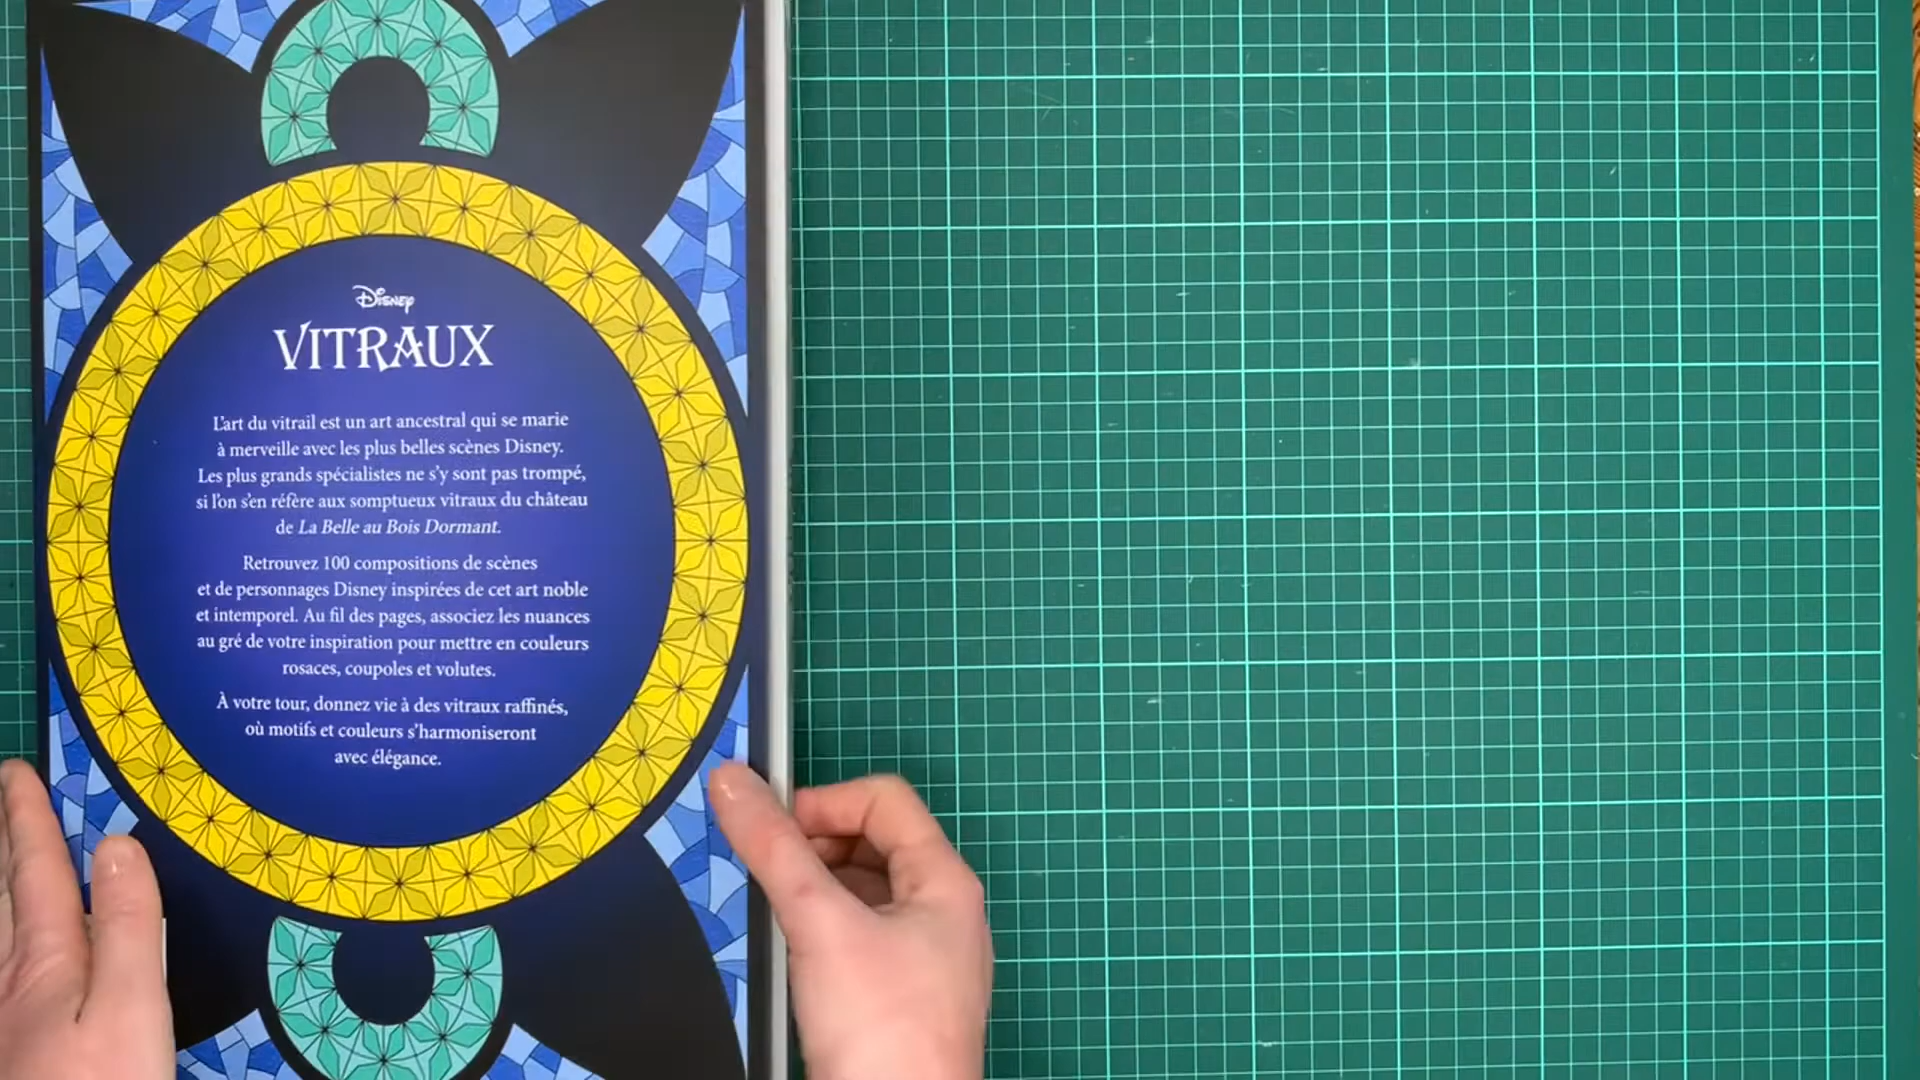 Disney
VITRAUX
L'art du vitrail est un art ancestral qui se marie
à merveille avec les plus belles scènes Disney.
Les plus grands spécialistes ne s'y sont pas trompé,
si l'on s'en réfère aux somptueux vitraux du château
de La Belle au Bois Dormant.
Retrouvez 100 compositions de scènes
et de personnages Disney inspirées de cet art noble
et intemporel. Au fil des pages, associez les nuances
au gré de votre inspiration pour mettre en couleurs
rosaces, coupoles et volutes.
À votre tour, donnez vie à des vitraux raffinés,
où motifs et couleurs s'harmoniseront
avec élégance.